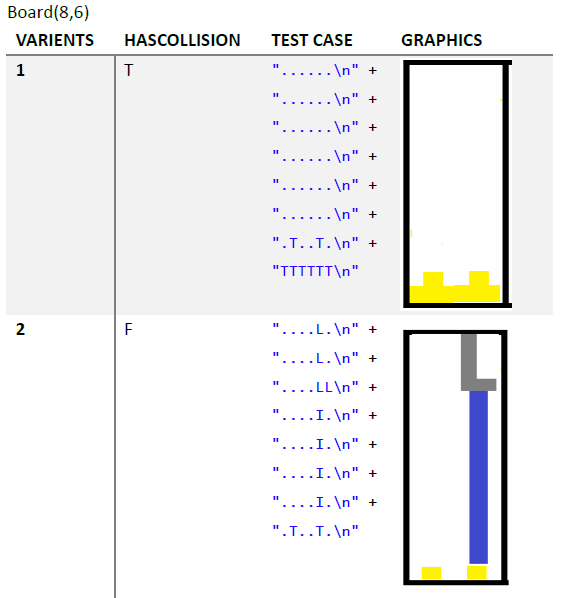 Board(8,6)
VARIENTS HASCOLLISION TEST CASE GRAPHICS
1 T "......\n" +
"......\n" +
"......\n" +
"......\n" +
"......\n" +
"......\n" +
".T..T.\n" +
"TTTTTT\n"
2 F "....L.\n" +
"....L.\n" +
"....LL\n" +
"....I.\n" +
"....I.\n" +
"....I.\n" +
"....I.\n" +
".T..T.\n"